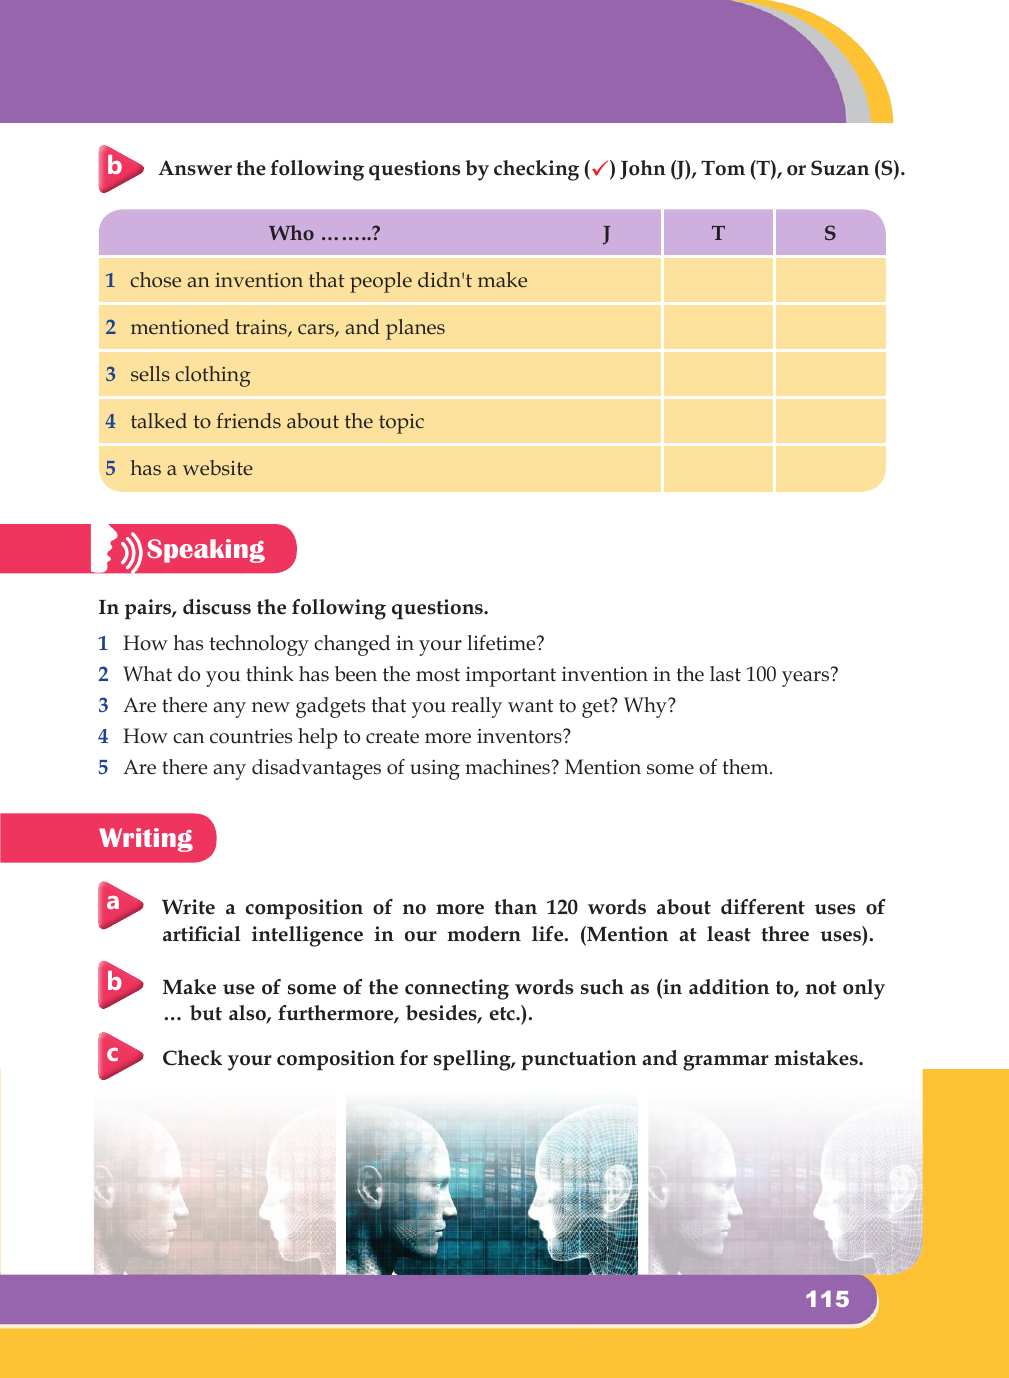 b Answer the following questions by checking (✓) John (J), Tom (T), or Suzan (S).
Who ……..? J T S
1 chose an invention that people didn't make
2 mentioned trains, cars, and planes
3 sells clothing
4 talked to friends about the topic
5 has a website
Speaking
In pairs, discuss the following questions.
1 How has technology changed in your lifetime?
2 What do you think has been the most important invention in the last 100 years?
3 Are there any new gadgets that you really want to get? Why?
4 How can countries help to create more inventors?
5 Are there any disadvantages of using machines? Mention some of them.
Writing
a Write a composition of no more than 120 words about different uses of
artificial intelligence in our modern life. (Mention at least three uses).
b Make use of some of the connecting words such as (in addition to, not only
… but also, furthermore, besides, etc.).
c Check your composition for spelling, punctuation and grammar mistakes.
115